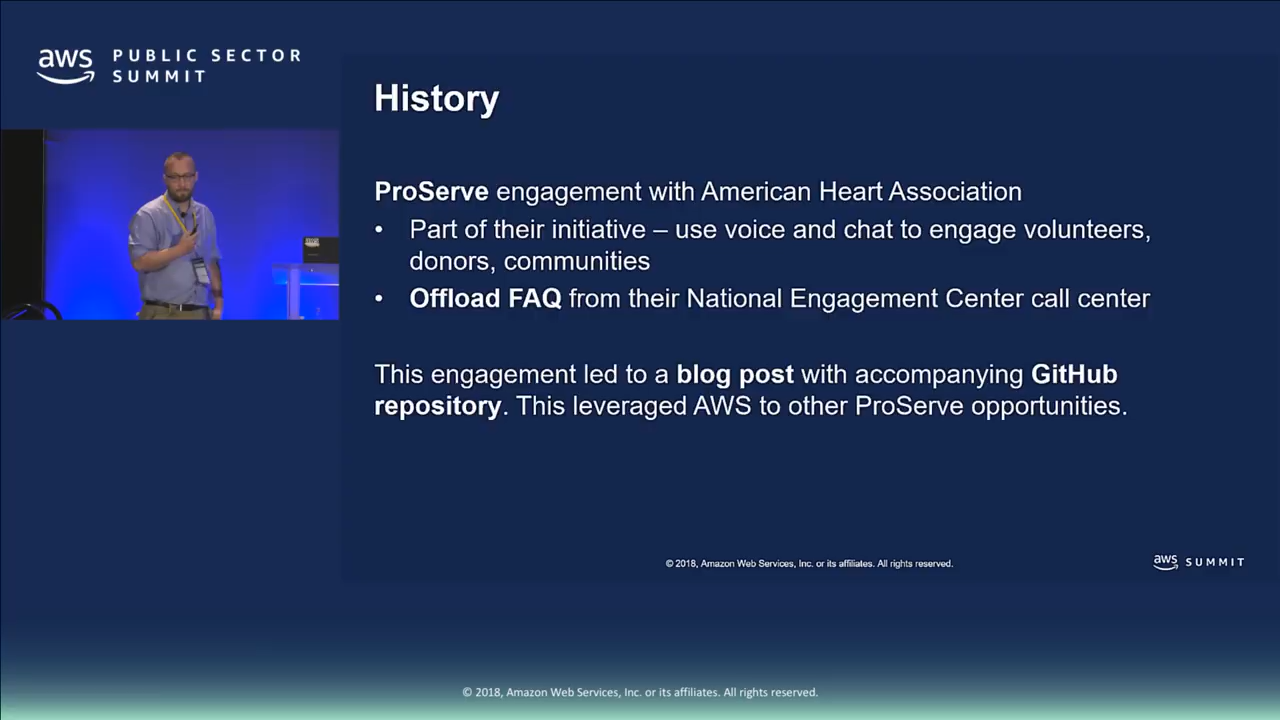 aws PUBLIC SECTOR
SUMMIT
History
ProServe engagement with American Heart Association
• Part of their initiative – use voice and chat to engage volunteers,
donors, communities
• Offload FAQ from their National Engagement Center call center
This engagement led to a blog post with accompanying GitHub
repository. This leveraged AWS to other ProServe opportunities.
© 2018, Amazon Web Services, Inc. or its affiliates. All rights reserved.
aws SUMMIT
© 2018, Amazon Web Services, Inc. or its affiliates. All rights reserved.